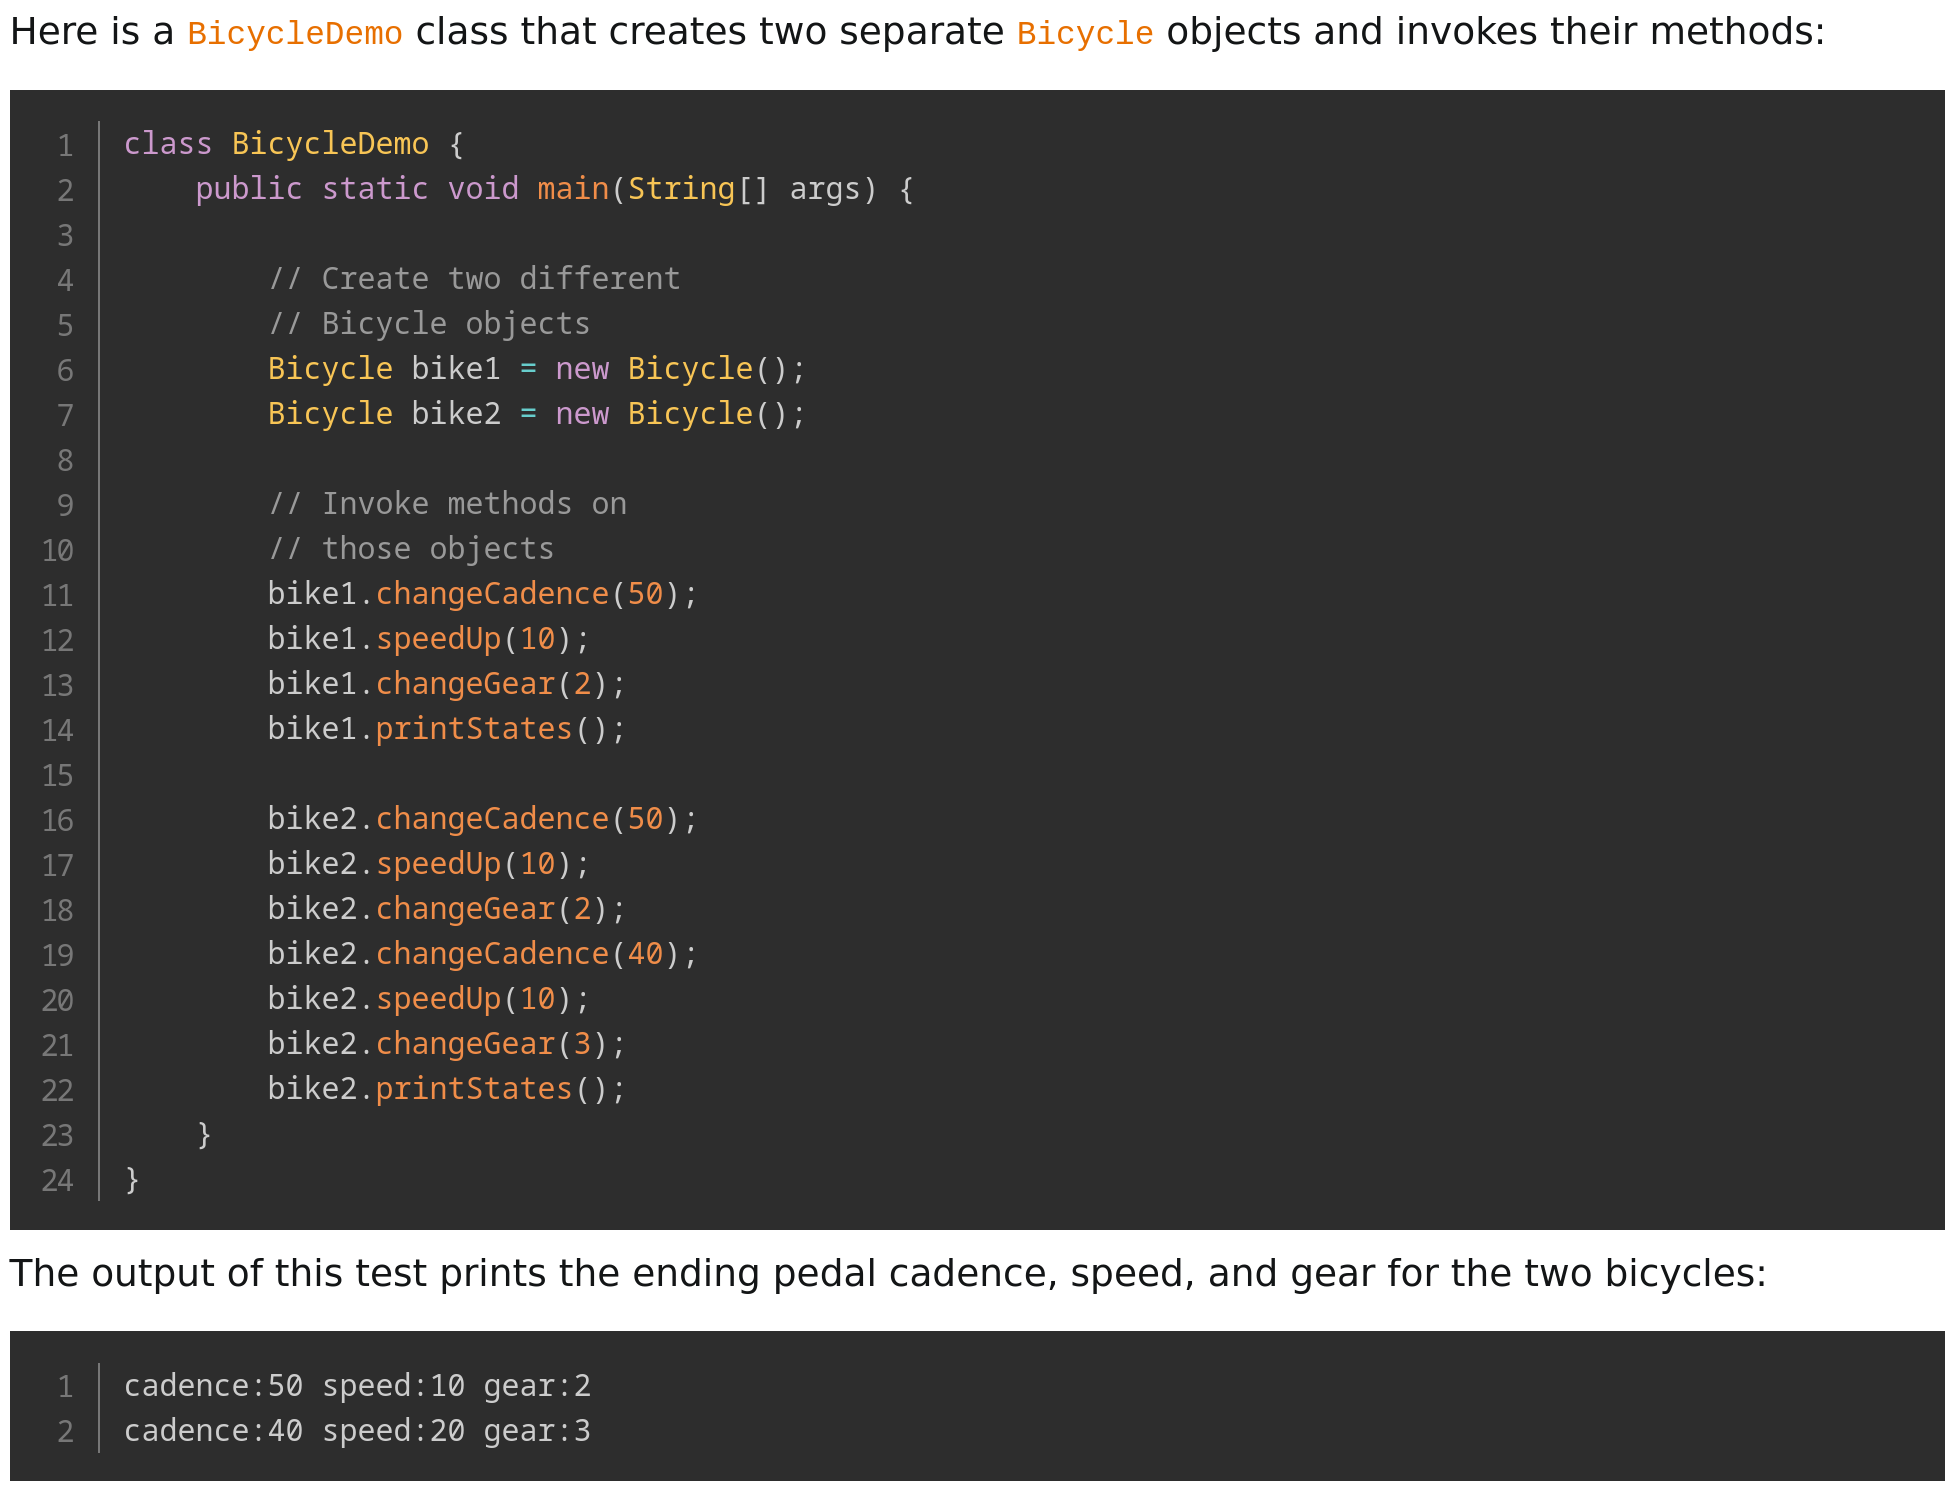 Here is a BicycleDemo class that creates two separate Bicycle objects and invokes their methods:
1 class BicycleDemo {
2     public static void main(String[] args) {
3
4         // Create two different
5         // Bicycle objects
6         Bicycle bike1 = new Bicycle();
7         Bicycle bike2 = new Bicycle();
8
9         // Invoke methods on
10         // those objects
11         bike1.changeCadence(50);
12         bike1.speedUp(10);
13         bike1.changeGear(2);
14         bike1.printStates();
15
16         bike2.changeCadence(50);
17         bike2.speedUp(10);
18         bike2.changeGear(2);
19         bike2.changeCadence(40);
20         bike2.speedUp(10);
21         bike2.changeGear(3);
22         bike2.printStates();
23     }
24 }
The output of this test prints the ending pedal cadence, speed, and gear for the two bicycles:
1 cadence:50 speed:10 gear:2
2 cadence:40 speed:20 gear:3